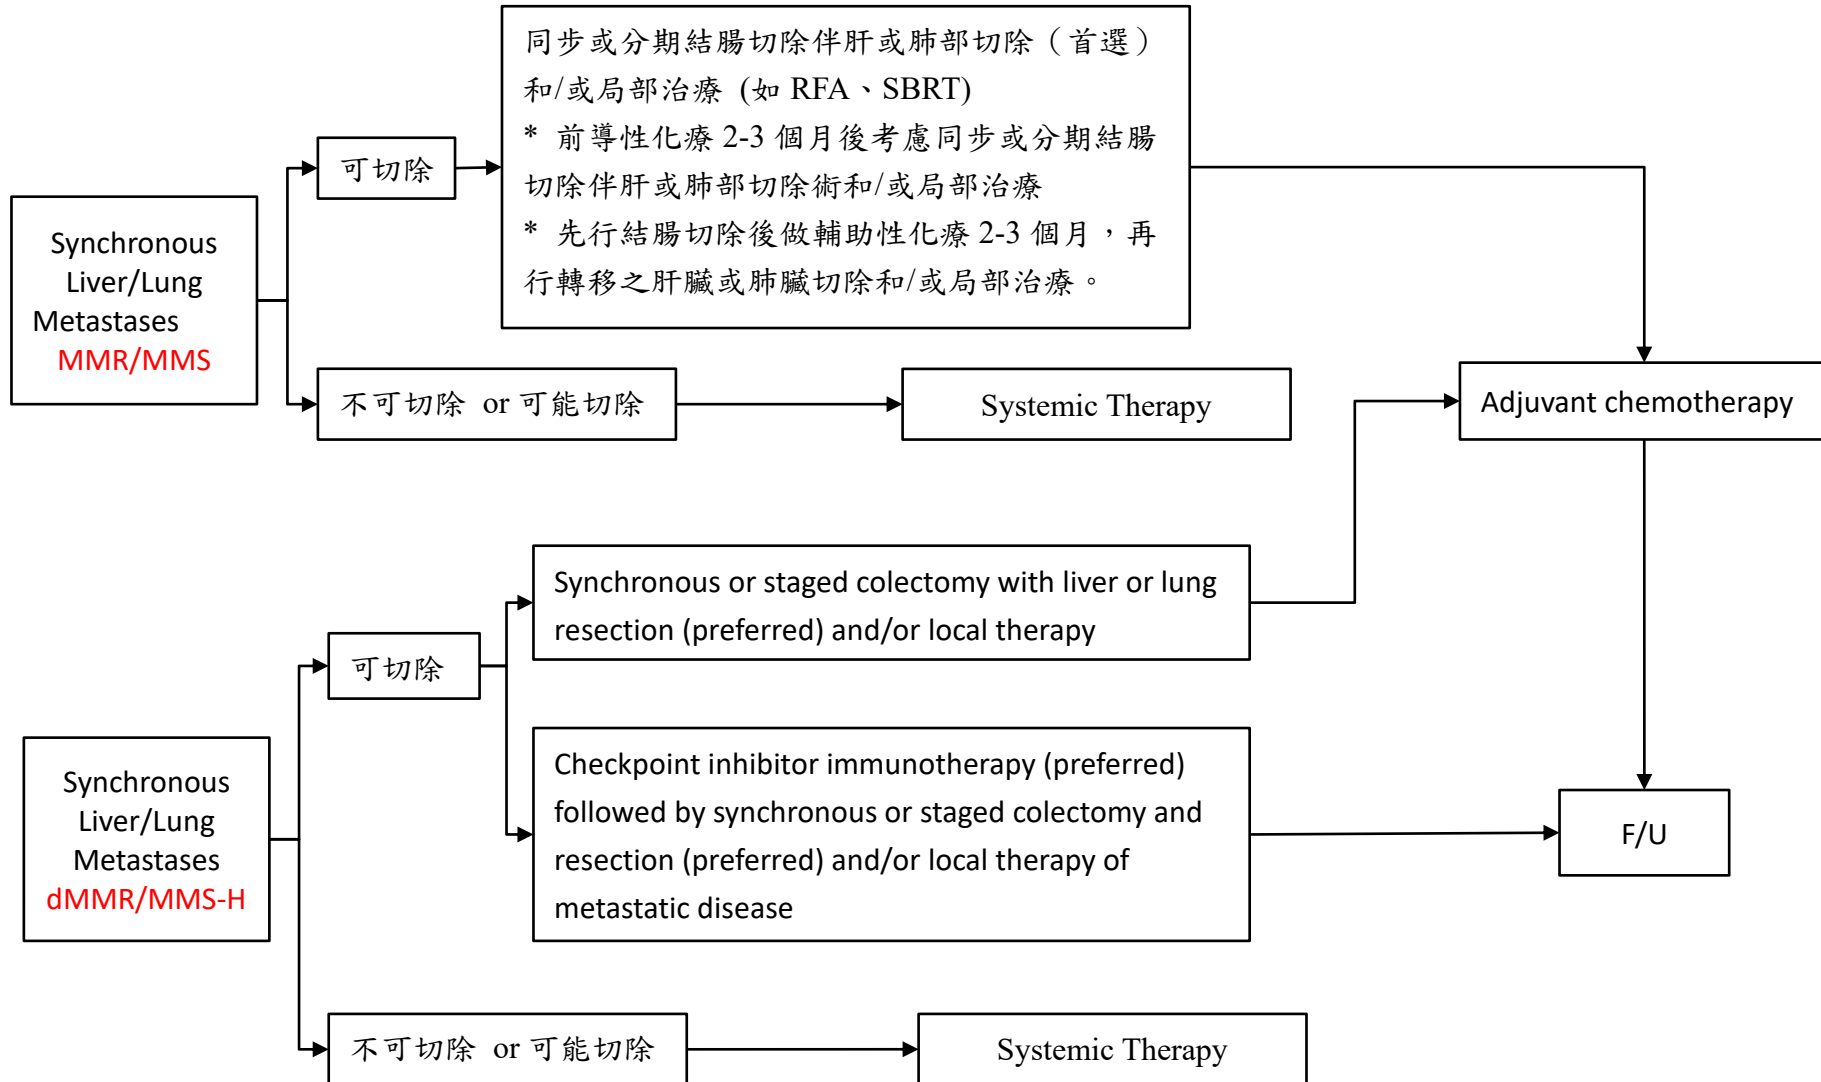 同步或分期結腸切除伴肝或肺部切除（首選）
和/或局部治療 (如 RFA、SBRT)
* 前導性化療 2-3 個月後考慮同步或分期結腸
切除伴肝或肺部切除術和/或局部治療
* 先行結腸切除後做輔助性化療 2-3 個月，再
行轉移之肝臟或肺臟切除和/或局部治療。
可切除
Synchronous
Liver/Lung
Metastases
MMR/MMS
不可切除 or 可能切除
Systemic Therapy
Adjuvant chemotherapy
Synchronous or staged colectomy with liver or lung
resection (preferred) and/or local therapy
可切除
Checkpoint inhibitor immunotherapy (preferred)
followed by synchronous or staged colectomy and
resection (preferred) and/or local therapy of
metastatic disease
Synchronous
Liver/Lung
Metastases
dMMR/MMS-H
F/U
不可切除 or 可能切除
Systemic Therapy